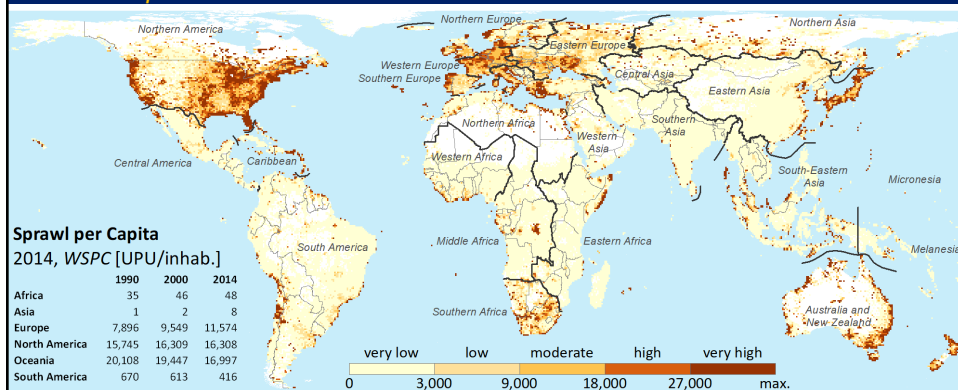 Northern Europe
Northern Asia
Northern America
Eastern Europe
Western Europe
Southern Europe
Central Asia
Eastern Asia
Northern Africa
Southern
Asia
Western
Asia
Western Africa
Central America
Caribbean
South-Eastern
Asia
Micronesia
Sprawl per Capita
2014, WSPC [UPU/inhab.]
South America
Middle Africa
Eastern Africa
Melanesia
Southern Africa
Australia and
New Zealand
1990 2000 2014
Africa 35 46 48
Asia 1 2 8
Europe 7,896 9,549 11,574
North America 15,745 16,309 16,308
Oceania 20,108 19,447 16,997
South America 670 613 416
very low low moderate high very high
0 3,000 9,000 18,000 27,000 max.